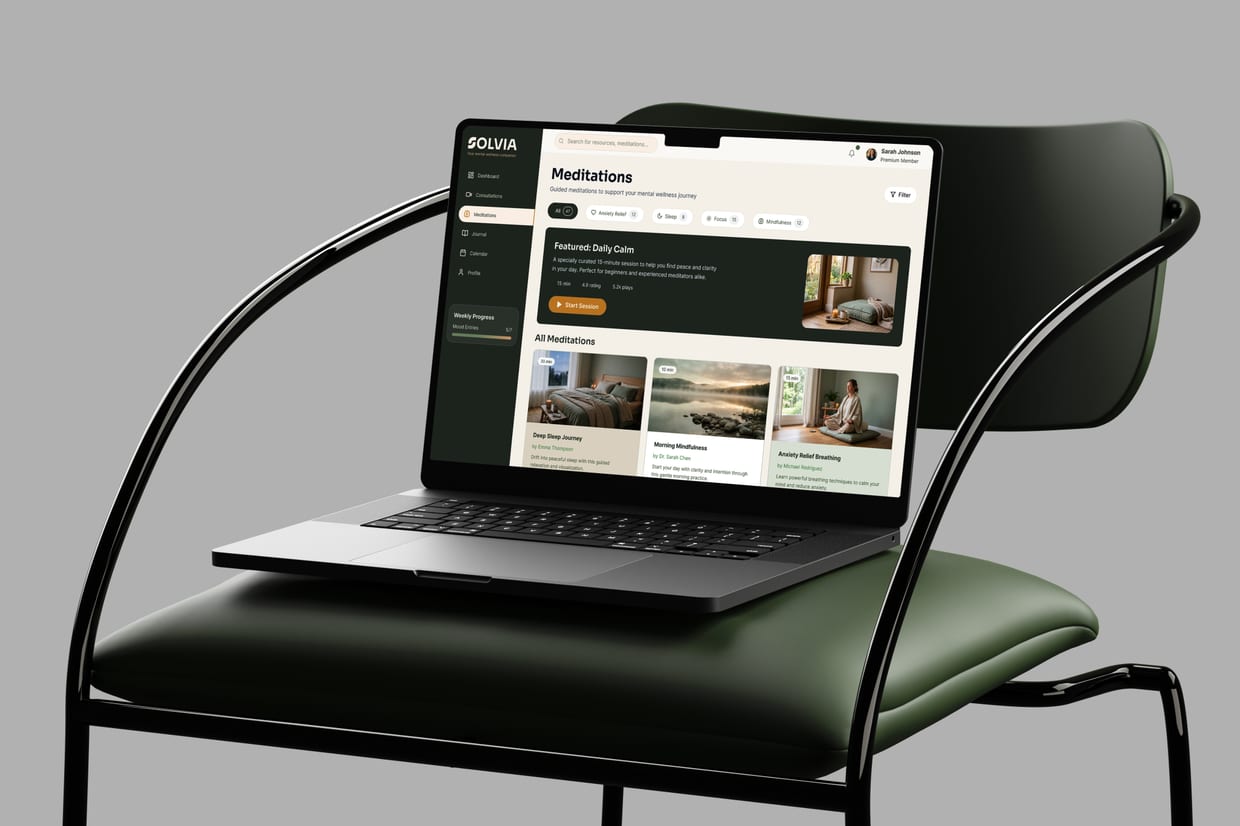 SOLVIA
Your mental wellness companion
Dashboard
Consultations
Meditations
Journal
Calendar
Profile
Weekly Progress
Mood Entries 5/7
Search for resources, meditations...
Sarah Johnson
Premium Member
Meditations
Guided meditations to support your mental wellness journey
Filter
All 47
Anxiety Relief 12
Sleep 8
Focus 15
Mindfulness 12
Featured: Daily Calm
A specially curated 15-minute session to help you find peace and clarity
in your day. Perfect for beginners and experienced meditators alike.
15 min 4.9 rating 5.2k plays
Start Session
All Meditations
20 min
Deep Sleep Journey
by Emma Thompson
Drift into peaceful sleep with this guided
relaxation and visualization.
10 min
Morning Mindfulness
by Dr. Sarah Chen
Start your day with clarity and intention through
this gentle morning practice.
15 min
Anxiety Relief Breathing
by Michael Rodriguez
Learn powerful breathing techniques to calm your
mind and reduce anxiety.